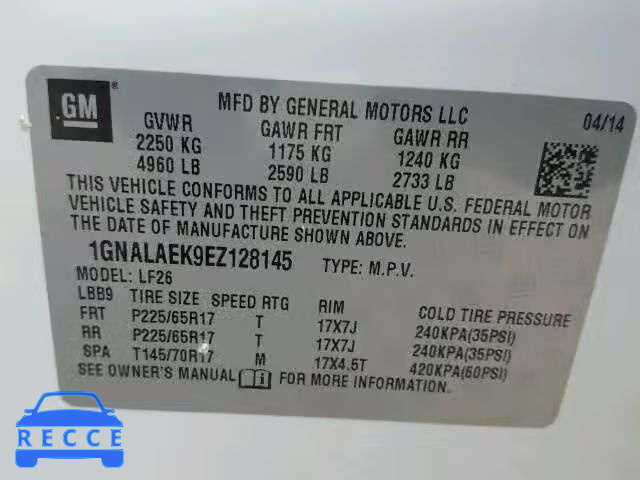 GM®
MFD BY GENERAL MOTORS LLC 04/14
GVWR GAWR FRT GAWR RR
2250 KG 1175 KG 1240 KG
4960 LB 2590 LB 2733 LB
THIS VEHICLE CONFORMS TO ALL APPLICABLE U.S. FEDERAL MOTOR
VEHICLE SAFETY AND THEFT PREVENTION STANDARDS IN EFFECT ON
THE DATE OF MANUFACTURE SHOWN ABOVE.
1GNALAEK9EZ128145 TYPE: M.P.V.
MODEL: LF26
LBB9 TIRE SIZE SPEED RTG RIM COLD TIRE PRESSURE
FRT P225/65R17 T 17X7J 240KPA(35PSI)
RR P225/65R17 T 17X7J 240KPA(35PSI)
SPA T145/70R17 M 17X4.5T 420KPA(60PSI)
SEE OWNER'S MANUAL FOR MORE INFORMATION.
RECCE